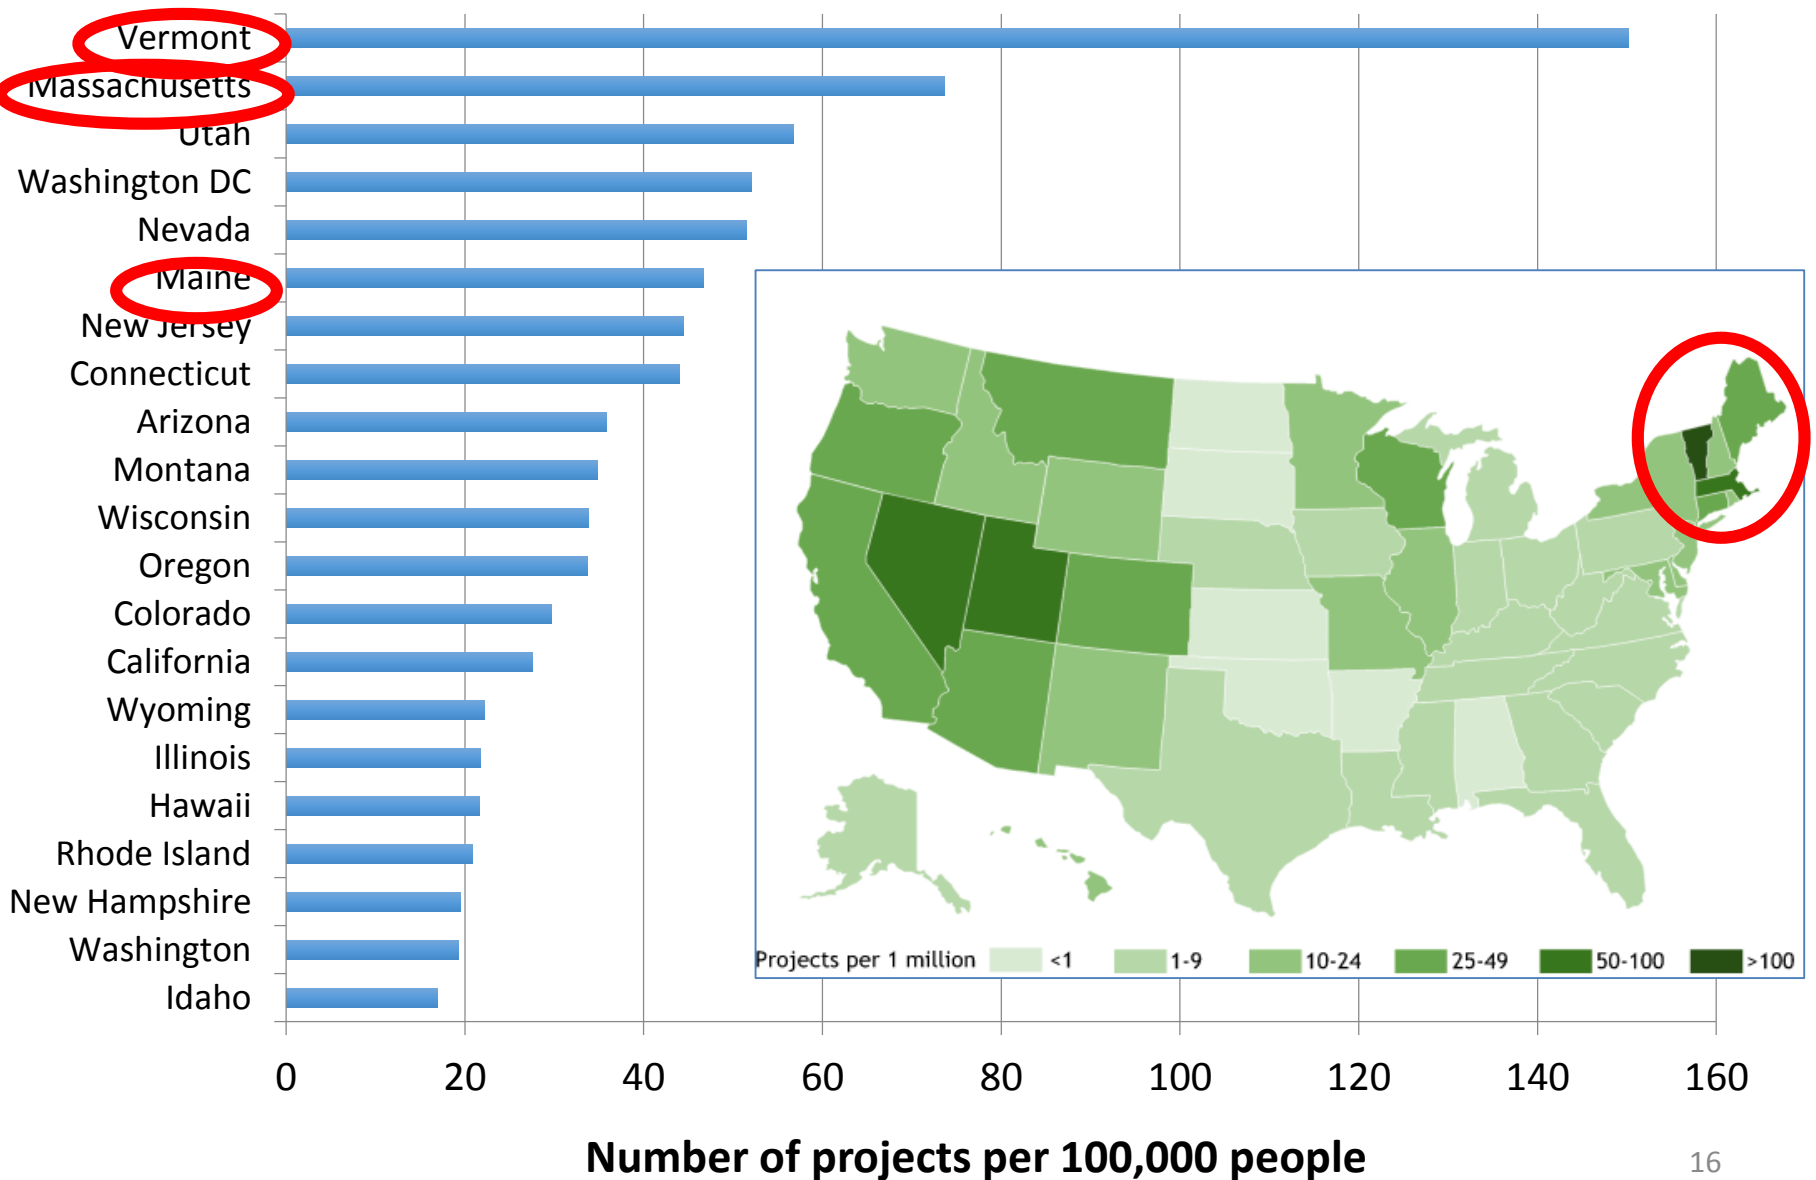 Vermont
Massachusetts
Utah
Washington DC
Nevada
Maine
New Jersey
Connecticut
Arizona
Montana
Wisconsin
Oregon
Colorado
California
Wyoming
Illinois
Hawaii
Rhode Island
New Hampshire
Washington
Idaho
Projects per 1 million <1 1-9 10-24 25-49 50-100 >100
0 20 40 60 80 100 120 140 160
Number of projects per 100,000 people
16